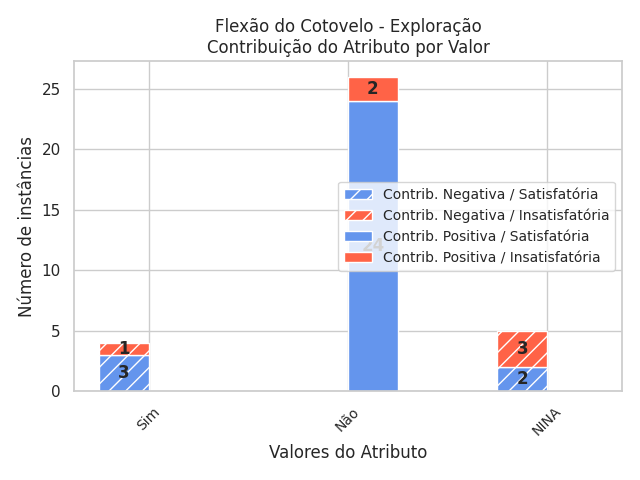 Flexão do Cotovelo - Exploração
Contribuição do Atributo por Valor
Número de instâncias
25
20
15
10
5
0
2
24
1
3
3
2
Contrib. Negativa / Satisfatória
Contrib. Negativa / Insatisfatória
Contrib. Positiva / Satisfatória
Contrib. Positiva / Insatisfatória
Sim
Não
NINA
Valores do Atributo